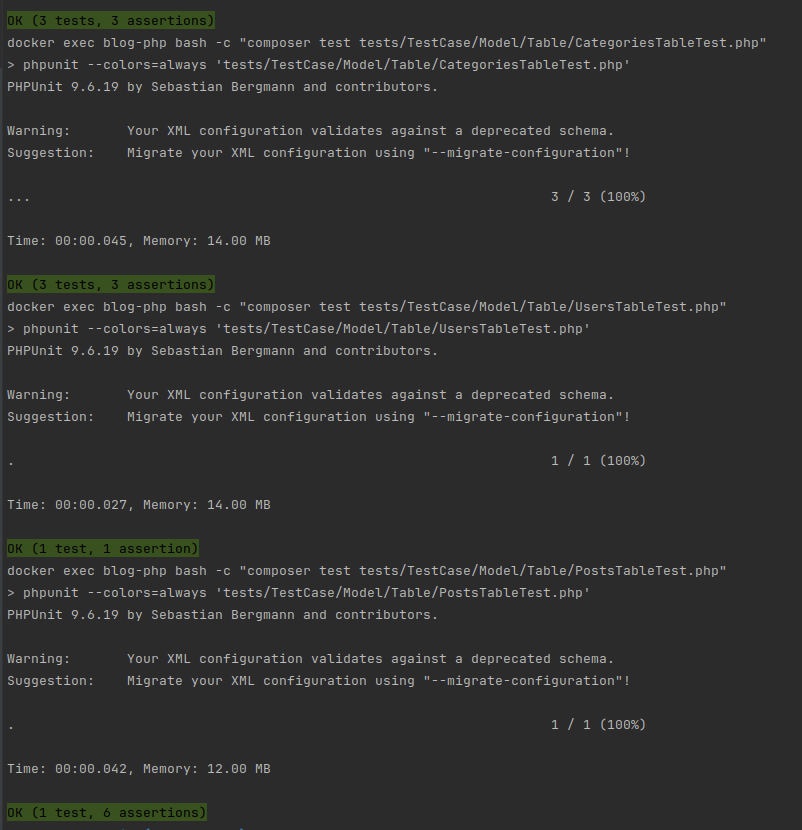 OK (3 tests, 3 assertions)
docker exec blog-php bash -c "composer test tests/TestCase/Model/Table/CategoriesTableTest.php"
> phpunit --colors=always 'tests/TestCase/Model/Table/CategoriesTableTest.php'
PHPUnit 9.6.19 by Sebastian Bergmann and contributors.
Warning:       Your XML configuration validates against a deprecated schema.
Suggestion:    Migrate your XML configuration using "--migrate-configuration"!
...                                                                 3 / 3 (100%)
Time: 00:00.045, Memory: 14.00 MB
OK (3 tests, 3 assertions)
docker exec blog-php bash -c "composer test tests/TestCase/Model/Table/UsersTableTest.php"
> phpunit --colors=always 'tests/TestCase/Model/Table/UsersTableTest.php'
PHPUnit 9.6.19 by Sebastian Bergmann and contributors.
Warning:       Your XML configuration validates against a deprecated schema.
Suggestion:    Migrate your XML configuration using "--migrate-configuration"!
.                                                                   1 / 1 (100%)
Time: 00:00.027, Memory: 14.00 MB
OK (1 test, 1 assertion)
docker exec blog-php bash -c "composer test tests/TestCase/Model/Table/PostsTableTest.php"
> phpunit --colors=always 'tests/TestCase/Model/Table/PostsTableTest.php'
PHPUnit 9.6.19 by Sebastian Bergmann and contributors.
Warning:       Your XML configuration validates against a deprecated schema.
Suggestion:    Migrate your XML configuration using "--migrate-configuration"!
.                                                                   1 / 1 (100%)
Time: 00:00.042, Memory: 12.00 MB
OK (1 test, 6 assertions)